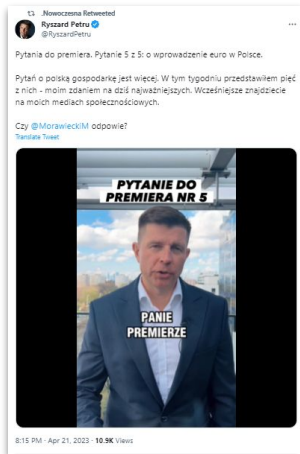 .Nowoczesna Retweeted
Ryszard Petru
@RyszardPetru
Pytania do premiera. Pytanie 5 z 5: o wprowadzenie euro w Polsce.
Pytań o polską gospodarkę jest więcej. W tym tygodniu przedstawiłem pięć
z nich - moim zdaniem na dziś najważniejszych. Wcześniejsze znajdziecie
na moich mediach społecznościowych.
Czy @MorawieckiM odpowie?
Translate Tweet
PYTANIE DO
PREMIERA NR 5
PANIE
PREMIERZE
8:15 PM · Apr 21, 2023 · 10.9K Views